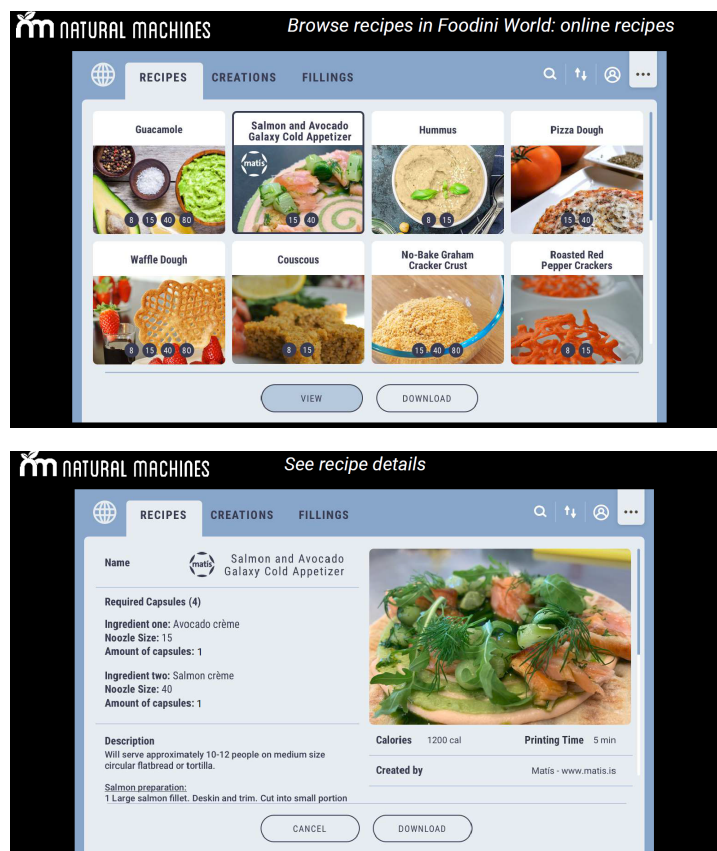 NATURAL MACHINES
Browse recipes in Foodini World: online recipes
RECIPES
CREATIONS
FILLINGS
Guacamole
8 15 40 80
Salmon and Avocado
Galaxy Cold Appetizer
matis
15 40
Hummus
8 15
Pizza Dough
15 40
Waffle Dough
8 15 40 80
Couscous
8 15
No-Bake Graham
Cracker Crust
15 40 80
Roasted Red
Pepper Crackers
8 15
VIEW
DOWNLOAD
NATURAL MACHINES
See recipe details
RECIPES
CREATIONS
FILLINGS
Name
matís
Salmon and Avocado
Galaxy Cold Appetizer
Required Capsules (4)
Ingredient one: Avocado crème
Noozle Size: 15
Amount of capsules: 1
Ingredient two: Salmon crème
Noozle Size: 40
Amount of capsules: 1
Description
Will serve approximately 10-12 people on medium size
circular flatbread or tortilla.
Salmon preparation:
1 Large salmon fillet. Deskin and trim. Cut into small portion
Calories 1200 cal
Printing Time 5 min
Created by
Matís - www.matis.is
CANCEL
DOWNLOAD